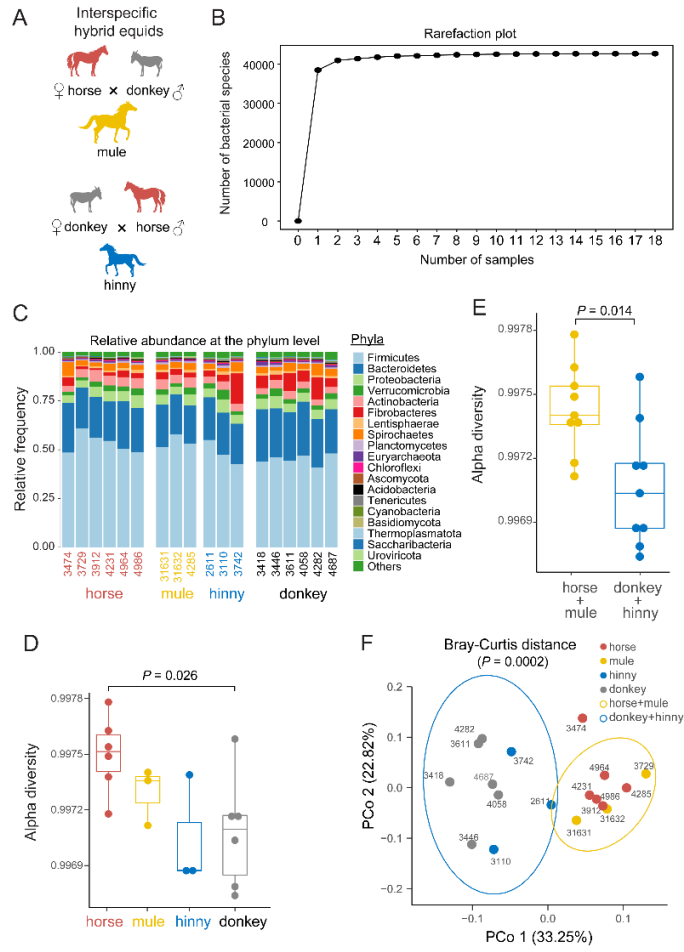 A
Interspecific
hybrid equids
♀ horse × donkey ♂
mule
♀ donkey × horse ♂
hinny
B
Rarefaction plot
Number of bacterial species
40000
30000
20000
10000
0
0 1 2 3 4 5 6 7 8 9 10 11 12 13 14 15 16 17 18
Number of samples
C
Relative abundance at the phylum level
Relative frequency
1.00
0.75
0.50
0.25
0.00
3474 3729 3912 4231 4964 4986 31631 31632 4285 2611 3110 3742 3418 3446 3611 4058 4282 4687
horse mule hinny donkey
Phyla
Firmicutes
Bacteroidetes
Proteobacteria
Verrucomicrobia
Actinobacteria
Fibrobacteres
Lentisphaerae
Spirochaetes
Planctomycetes
Euryarchaeota
Chloroflexi
Ascomycota
Acidobacteria
Tenericutes
Cyanobacteria
Basidiomycota
Thermoplasmatota
Saccharibacteria
Uroviricota
Others
D
P = 0.026
Alpha diversity
0.9978
0.9975
0.9972
0.9969
horse mule hinny donkey
E
P = 0.014
Alpha diversity
0.9978
0.9975
0.9972
0.9969
horse donkey
+ +
mule hinny
F
Bray-Curtis distance
(P = 0.0002)
horse
mule
hinny
donkey
horse+mule
donkey+hinny
PCo 2 (22.82%)
0.2
0.1
0.0
−0.1
−0.2
3474
4282
3611
3742
3729
4964
3418
4687
4231
4285
4058
2611
4986
3912
31632
31631
3446
3110
−0.1 0.0 0.1
PCo 1 (33.25%)